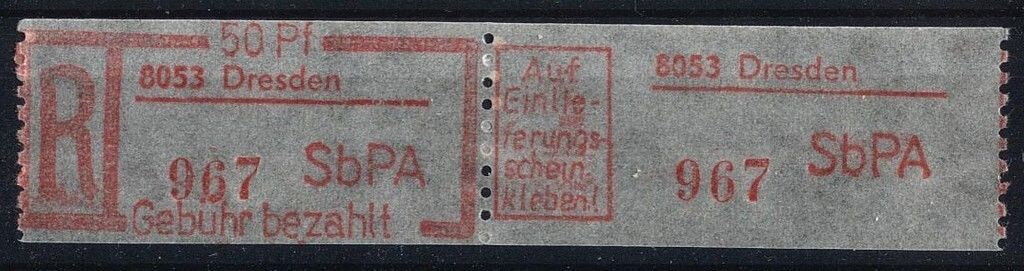 50 Pf
R
8053 Dresden
967 SbPA
Gebühr bezahlt
Auf
Einlie-
ferungs-
schein
kleben!
8053 Dresden
967 SbPA